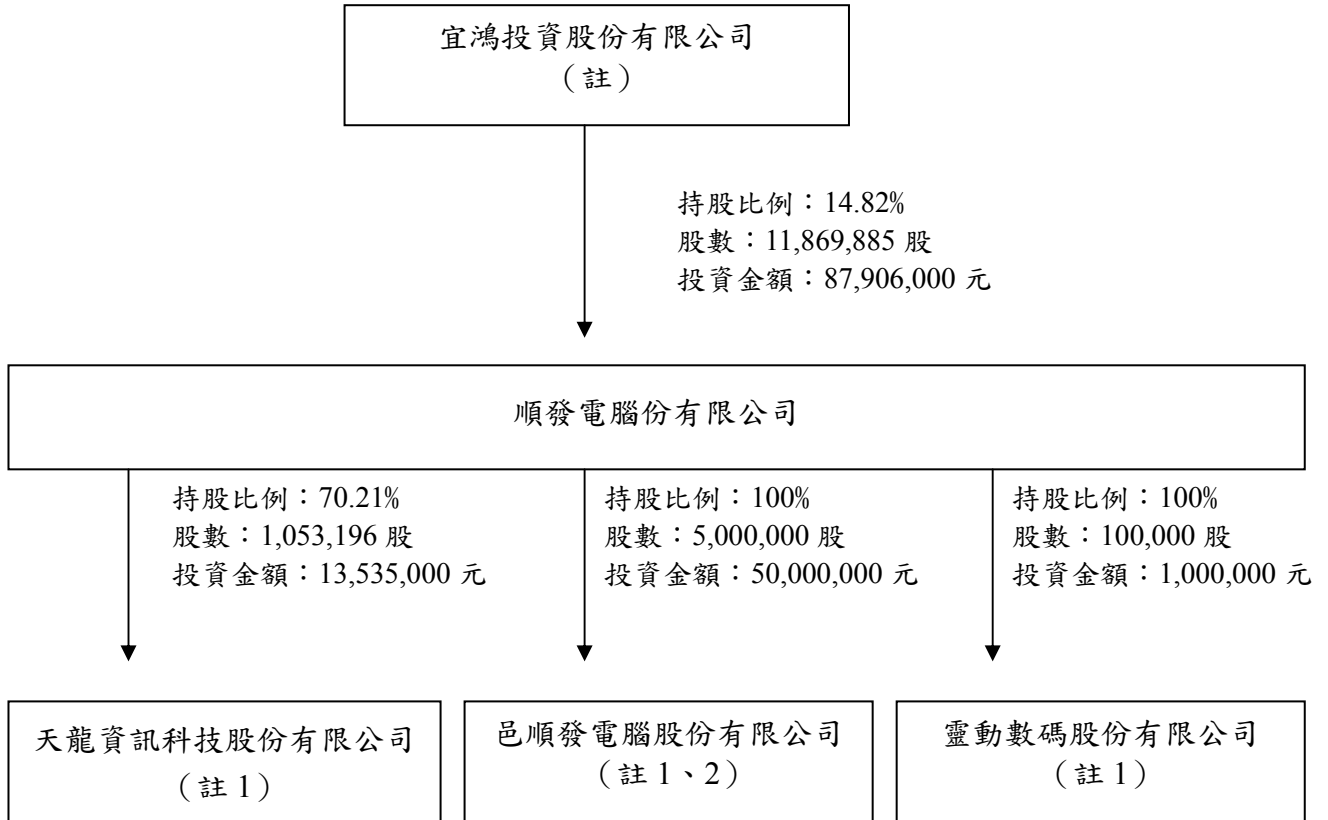 宜鴻投資股份有限公司
（註）
持股比例：14.82%
股數：11,869,885 股
投資金額：87,906,000 元
順發電腦份有限公司
持股比例：70.21%
股數：1,053,196 股
投資金額：13,535,000 元
持股比例：100%
股數：5,000,000 股
投資金額：50,000,000 元
持股比例：100%
股數：100,000 股
投資金額：1,000,000 元
天龍資訊科技股份有限公司
（註 1）
邑順發電腦股份有限公司
（註 1、2）
靈動數碼股份有限公司
（註 1）